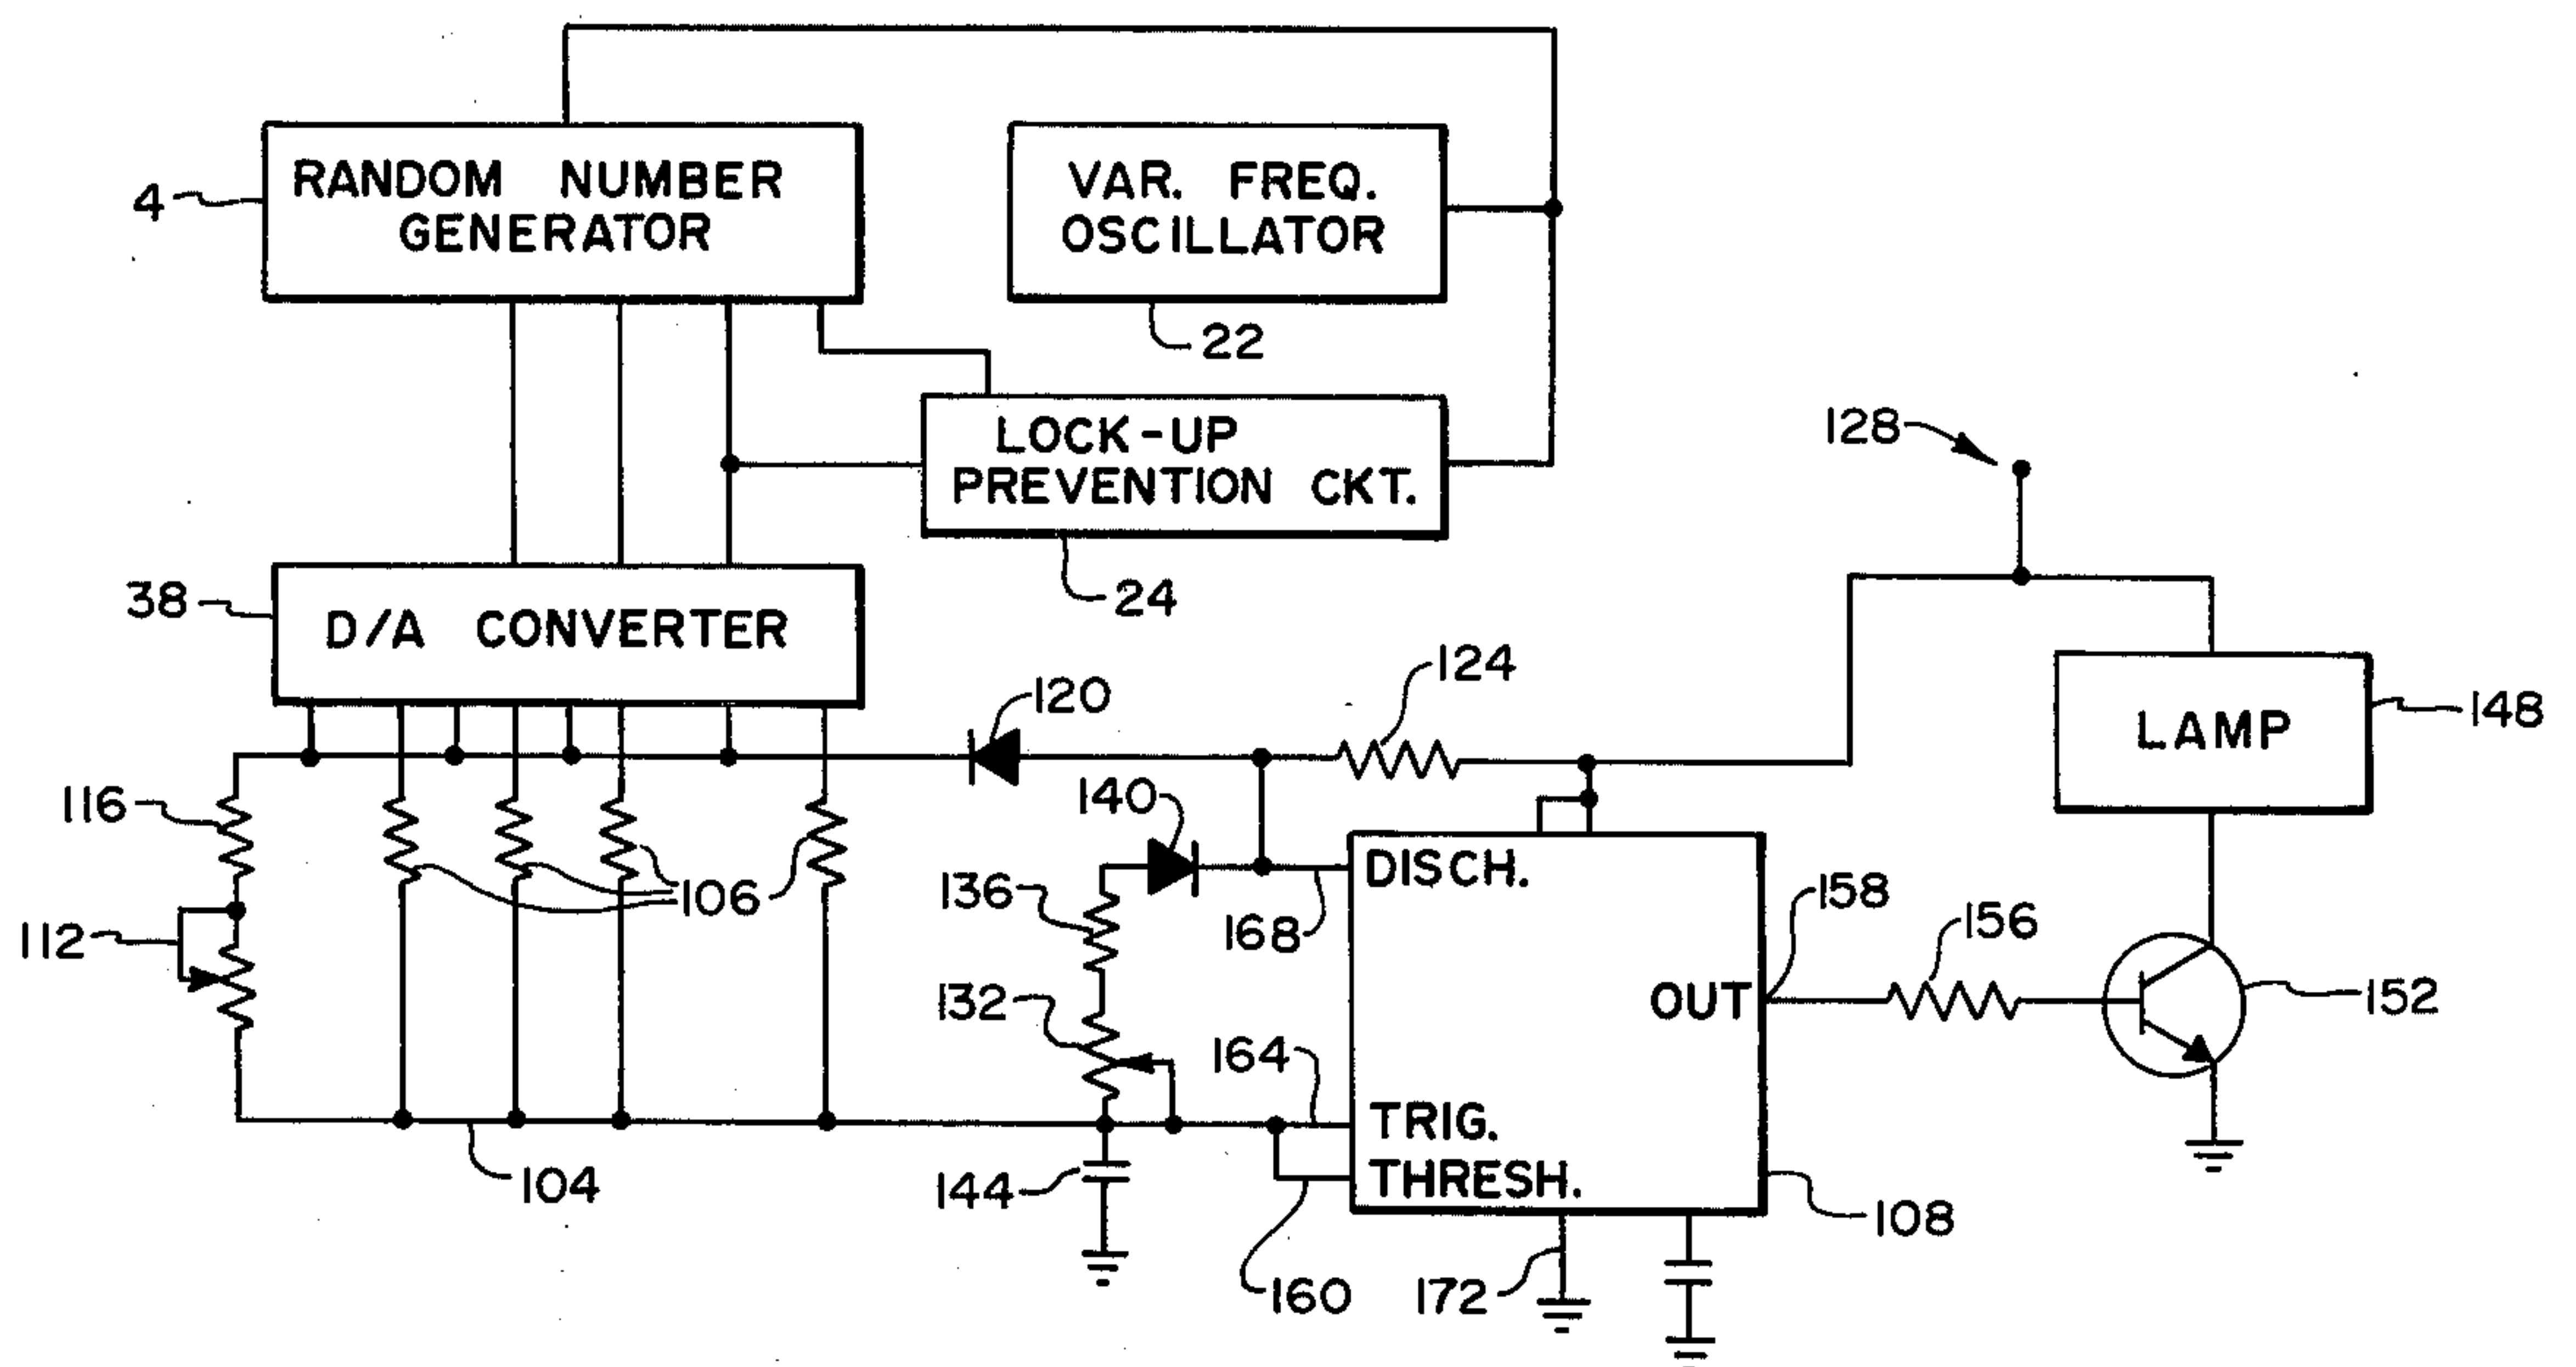 RANDOM NUMBER
GENERATOR
4
VAR. FREQ.
OSCILLATOR
22
LOCK-UP
PREVENTION CKT.
24
128
38
D/A CONVERTER
124
120
LAMP
148
116
140
DISCH.
106
136
168
158
156
112
132
OUT
152
164
TRIG.
104
144
THRESH.
108
160
172